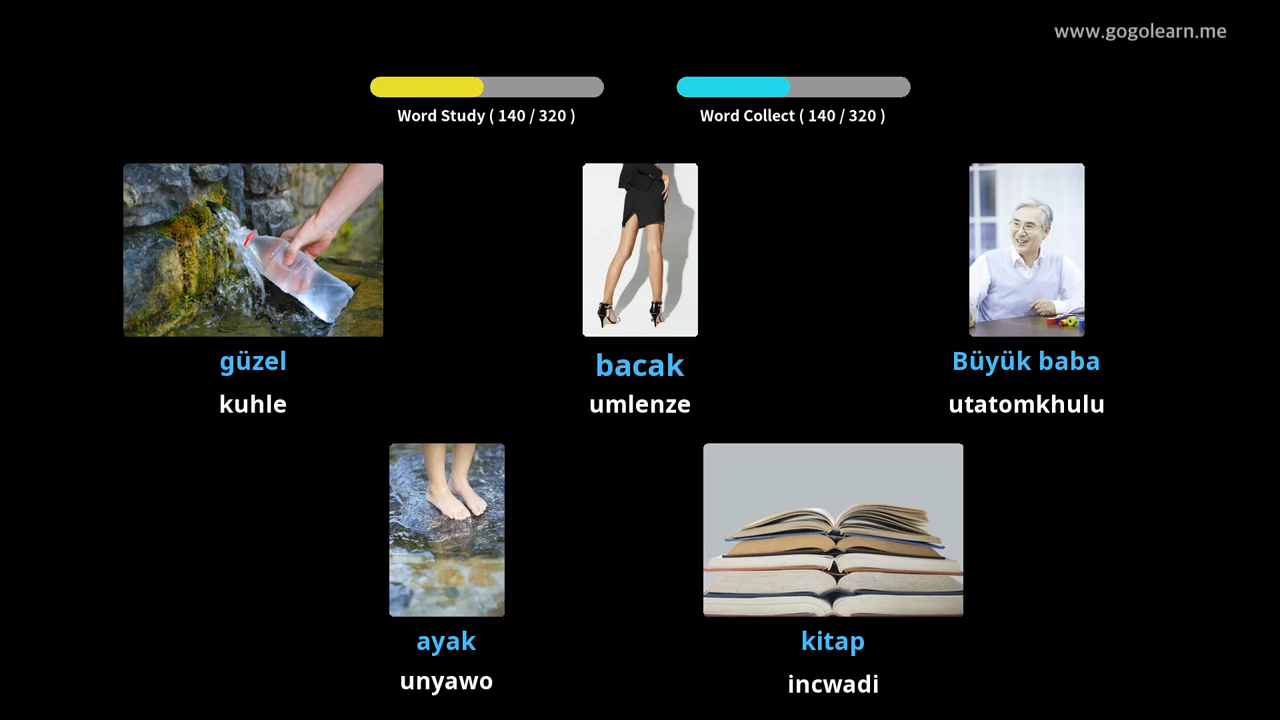 www.gogolearn.me
Word Study ( 140 / 320 )
Word Collect ( 140 / 320 )
güzel
kuhle
bacak
umlenze
Büyük baba
utatomkhulu
ayak
unyawo
kitap
incwadi